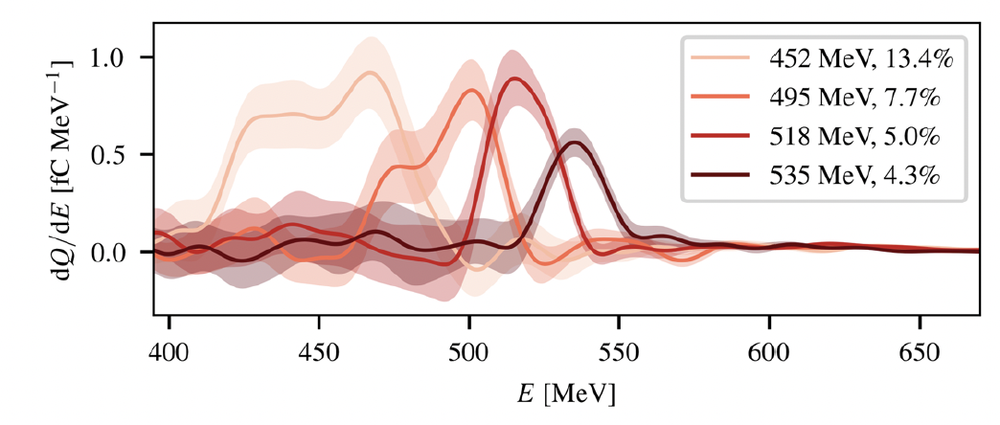 1.0
0.5
0.0
dQ/dE [fC MeV⁻¹]
452 MeV, 13.4%
495 MeV, 7.7%
518 MeV, 5.0%
535 MeV, 4.3%
400 450 500 550 600 650
E [MeV]